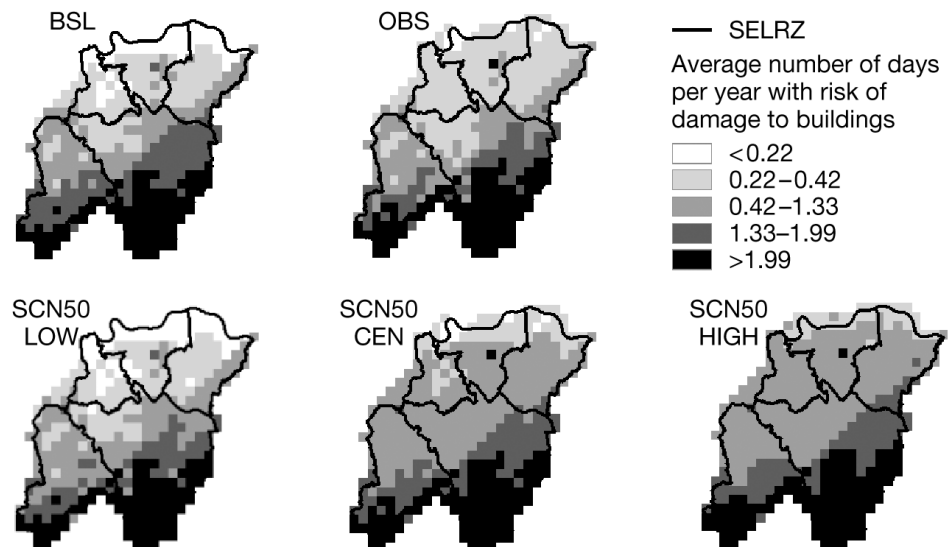 BSL
OBS
SELRZ
Average number of days
per year with risk of
damage to buildings
<0.22
0.22–0.42
0.42–1.33
1.33–1.99
>1.99
SCN50
LOW
SCN50
CEN
SCN50
HIGH